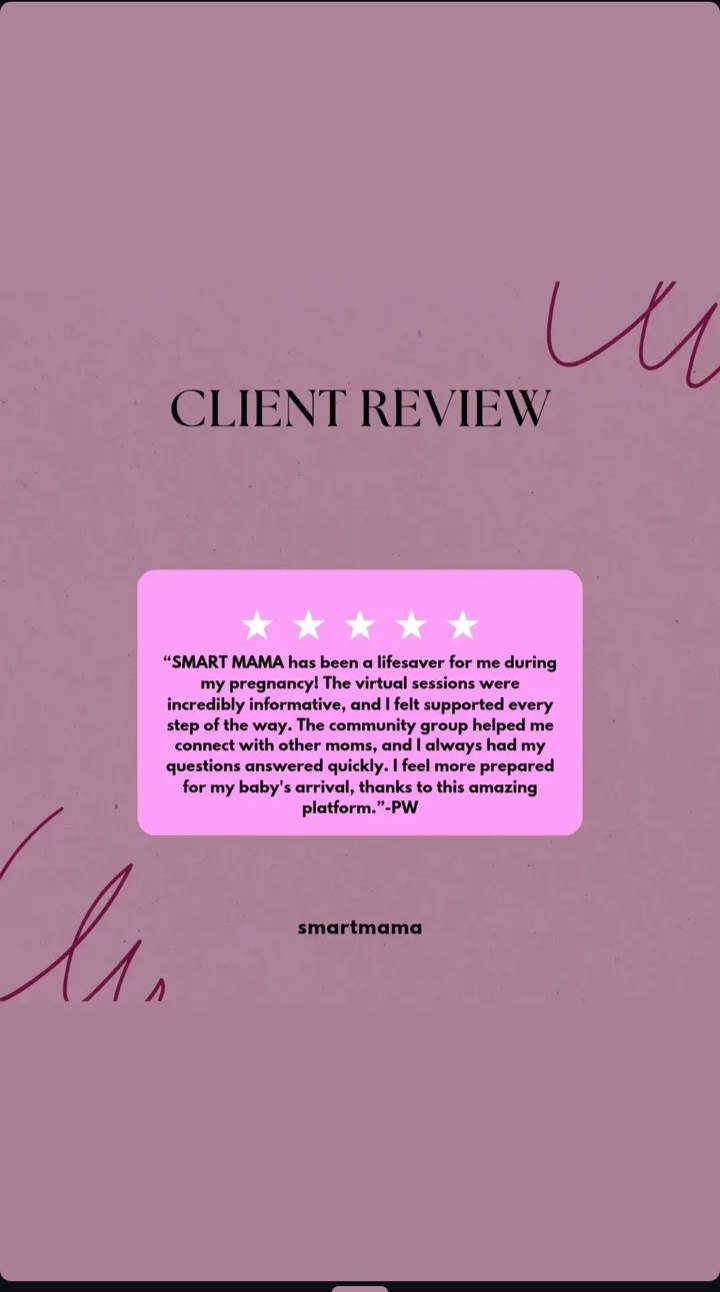 CLIENT REVIEW
“SMART MAMA has been a lifesaver for me during
my pregnancy! The virtual sessions were
incredibly informative, and I felt supported every
step of the way. The community group helped me
connect with other moms, and I always had my
questions answered quickly. I feel more prepared
for my baby's arrival, thanks to this amazing
platform.”-PW
smartmama